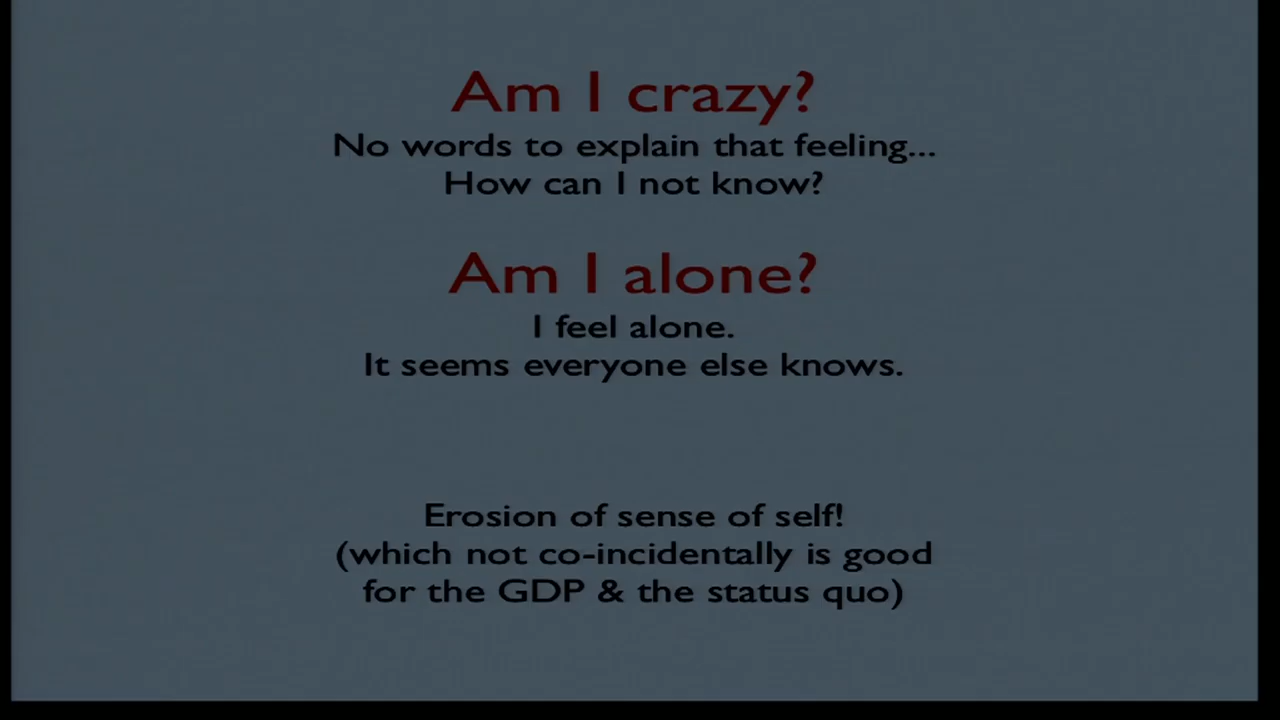 Am I crazy?
No words to explain that feeling...
How can I not know?
Am I alone?
I feel alone.
It seems everyone else knows.
Erosion of sense of self!
(which not co-incidentally is good
for the GDP & the status quo)